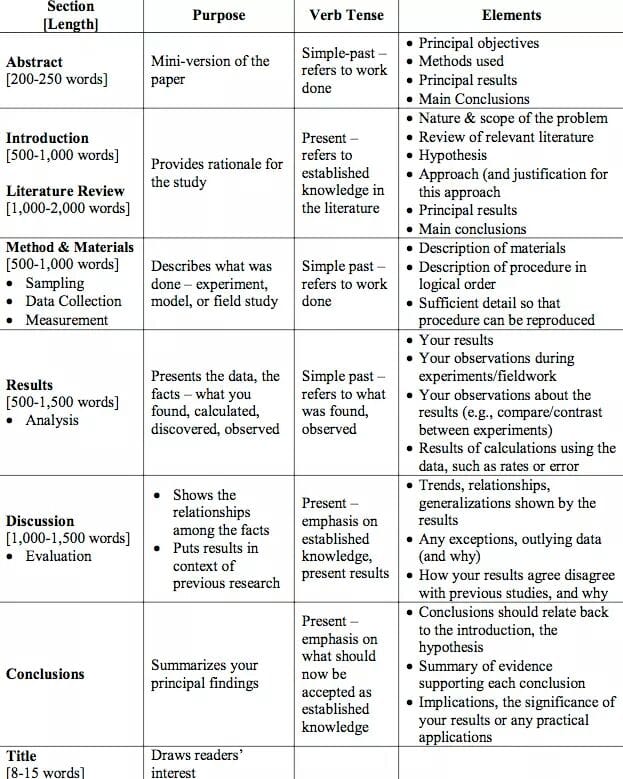 Section
[Length]
Purpose
Verb Tense
Elements
Abstract
[200-250 words]
Mini-version of the
paper
Simple-past –
refers to work
done
• Principal objectives
• Methods used
• Principal results
• Main Conclusions
Introduction
[500-1,000 words]
Literature Review
[1,000-2,000 words]
Provides rationale for
the study
Present –
refers to
established
knowledge in
the literature
• Nature & scope of the problem
• Review of relevant literature
• Hypothesis
• Approach (and justification for
this approach
• Principal results
• Main conclusions
Method & Materials
[500-1,000 words]
• Sampling
• Data Collection
• Measurement
Describes what was
done – experiment,
model, or field study
Simple past –
refers to work
done
• Description of materials
• Description of procedure in
logical order
• Sufficient detail so that
procedure can be reproduced
Results
[500-1,500 words]
• Analysis
Presents the data, the
facts – what you
found, calculated,
discovered, observed
Simple past –
refers to what
was found,
observed
• Your results
• Your observations during
experiments/fieldwork
• Your observations about the
results (e.g., compare/contrast
between experiments)
• Results of calculations using the
data, such as rates or error
Discussion
[1,000-1,500 words]
• Evaluation
• Shows the
relationships
among the facts
• Puts results in
context of
previous research
Present –
emphasis on
established
knowledge,
present results
• Trends, relationships,
generalizations shown by the
results
• Any exceptions, outlying data
(and why)
• How your results agree disagree
with previous studies, and why
Conclusions
Summarizes your
principal findings
Present –
emphasis on
what should
now be
accepted as
established
knowledge
• Conclusions should relate back
to the introduction, the
hypothesis
• Summary of evidence
supporting each conclusion
• Implications, the significance of
your results or any practical
applications
Title
[8-15 words]
Draws readers'
interest